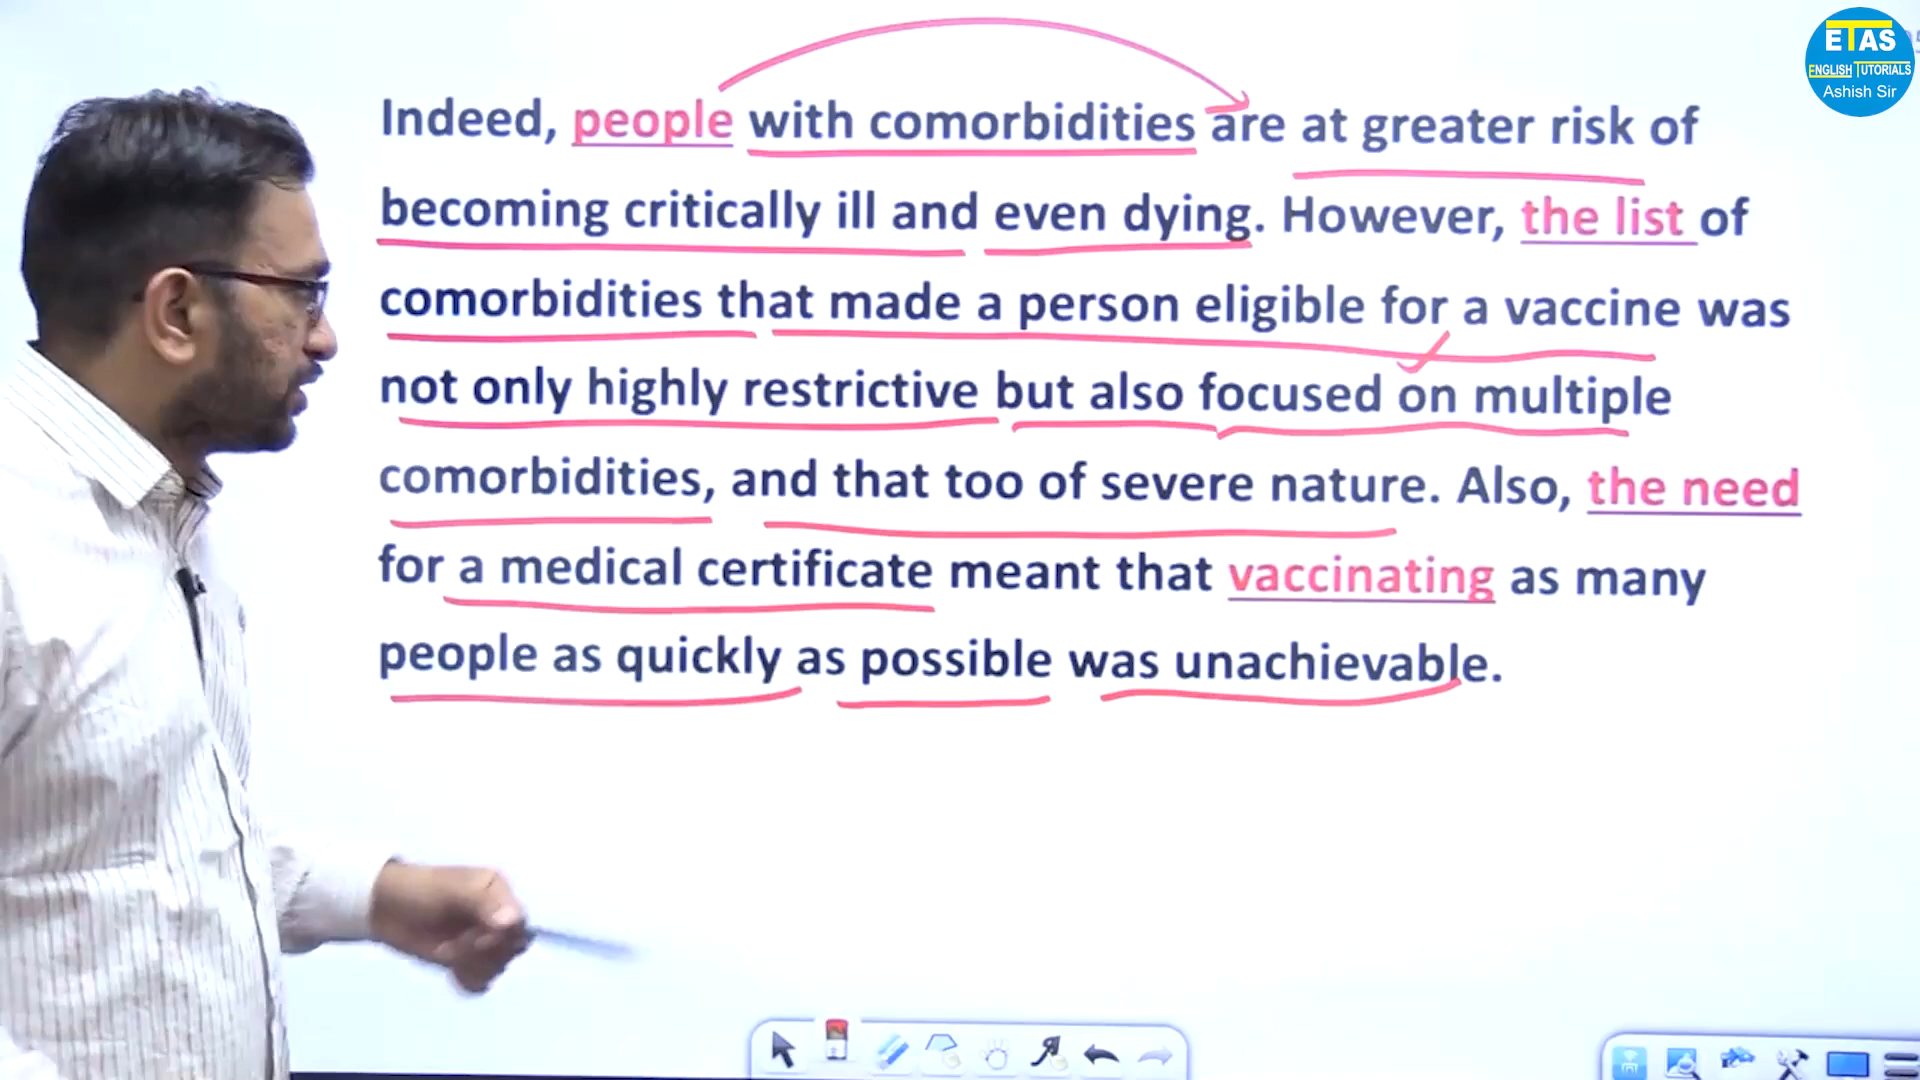 ETAS
ENGLISH TUTORIALS
Ashish Sir
Indeed, people with comorbidities are at greater risk of
becoming critically ill and even dying. However, the list of
comorbidities that made a person eligible for a vaccine was
not only highly restrictive but also focused on multiple
comorbidities, and that too of severe nature. Also, the need
for a medical certificate meant that vaccinating as many
people as quickly as possible was unachievable.